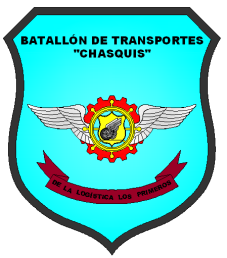 BATALLÓN DE TRANSPORTES
"CHASQUIS"
DE LA LOGISTICA LOS PRIMEROS